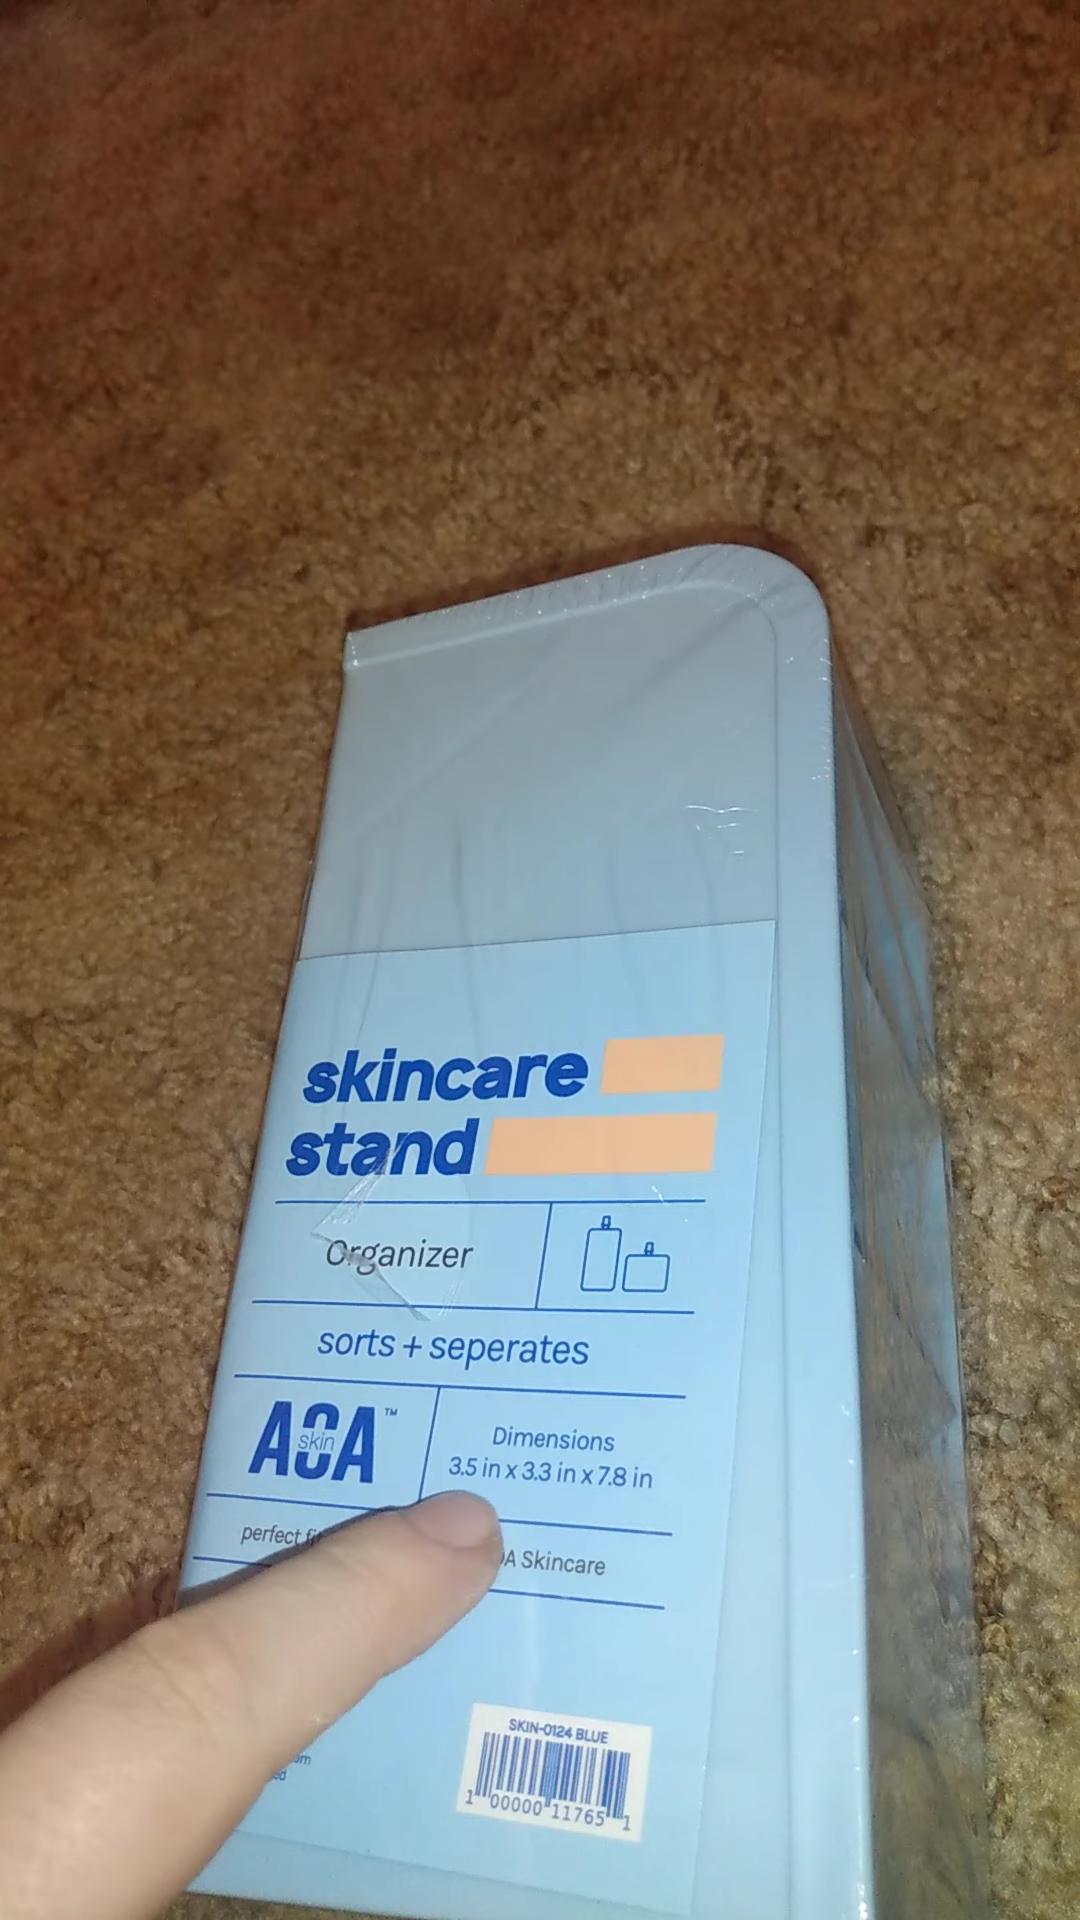 skincare
stand
Organizer
sorts + seperates
AOA™
skin
Dimensions
3.5 in x 3.3 in x 7.8 in
perfect
Skincare
SKIN-0124 BLUE
1 00000 11765 1